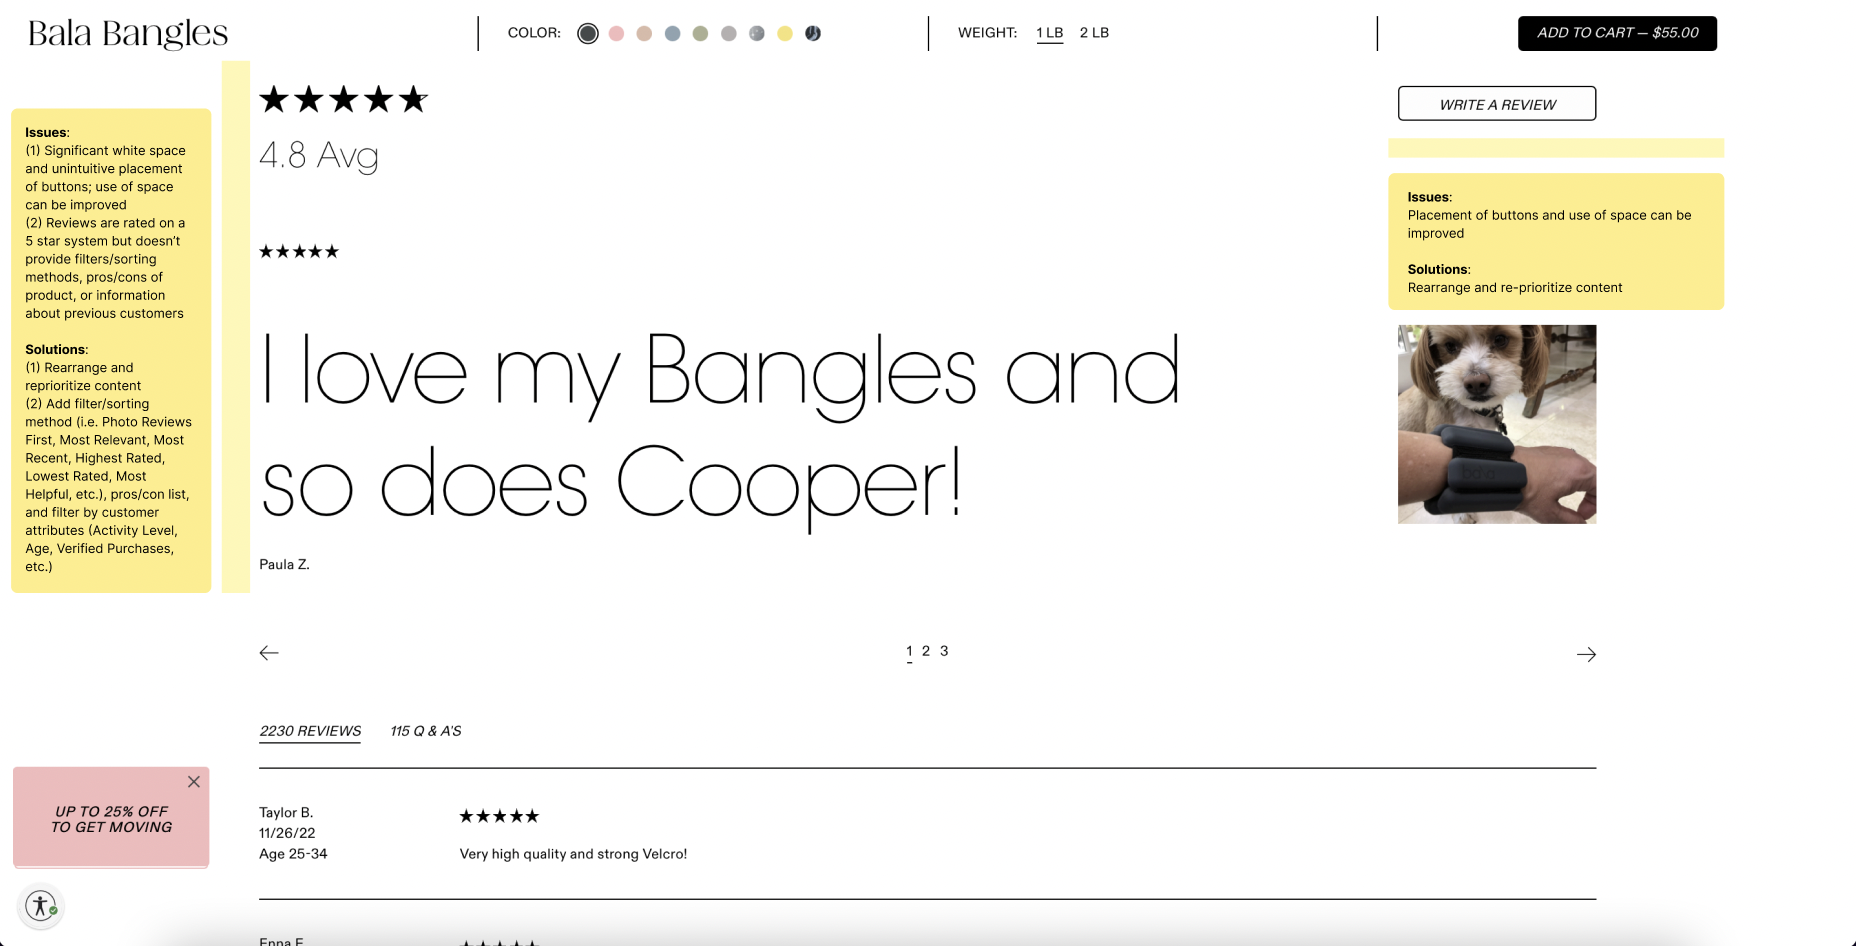 Bala Bangles
COLOR:
WEIGHT: 1 LB 2 LB
ADD TO CART — $55.00
4.8 Avg
WRITE A REVIEW
Issues:
(1) Significant white space
and unintuitive placement
of buttons; use of space
can be improved
(2) Reviews are rated on a
5 star system but doesn't
provide filters/sorting
methods, pros/cons of
product, or information
about previous customers
Solutions:
(1) Rearrange and
reprioritize content
(2) Add filter/sorting
method (i.e. Photo Reviews
First, Most Relevant, Most
Recent, Highest Rated,
Lowest Rated, Most
Helpful, etc.), pros/con list,
and filter by customer
attributes (Activity Level,
Age, Verified Purchases,
etc.)
Issues:
Placement of buttons and use of space can be
improved
Solutions:
Rearrange and re-prioritize content
I love my Bangles and
so does Cooper!
bala
Paula Z.
1 2 3
2230 REVIEWS 115 Q & A'S
UP TO 25% OFF
TO GET MOVING
Taylor B.
11/26/22
Age 25-34
Very high quality and strong Velcro!